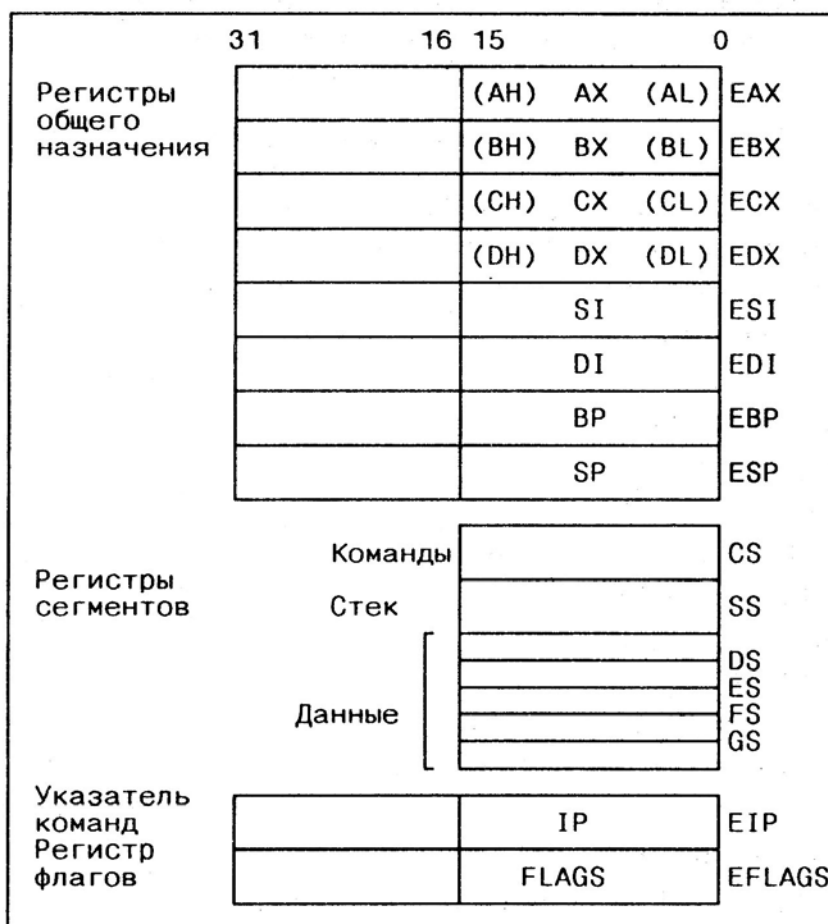 31 16 15 0
Регистры
общего
назначения
(AH) AX (AL) EAX
(BH) BX (BL) EBX
(CH) CX (CL) ECX
(DH) DX (DL) EDX
SI ESI
DI EDI
BP EBP
SP ESP
Регистры
сегментов
Команды CS
Стек SS
Данные
DS
ES
FS
GS
Указатель
команд
IP EIP
Регистр
флагов
FLAGS EFLAGS